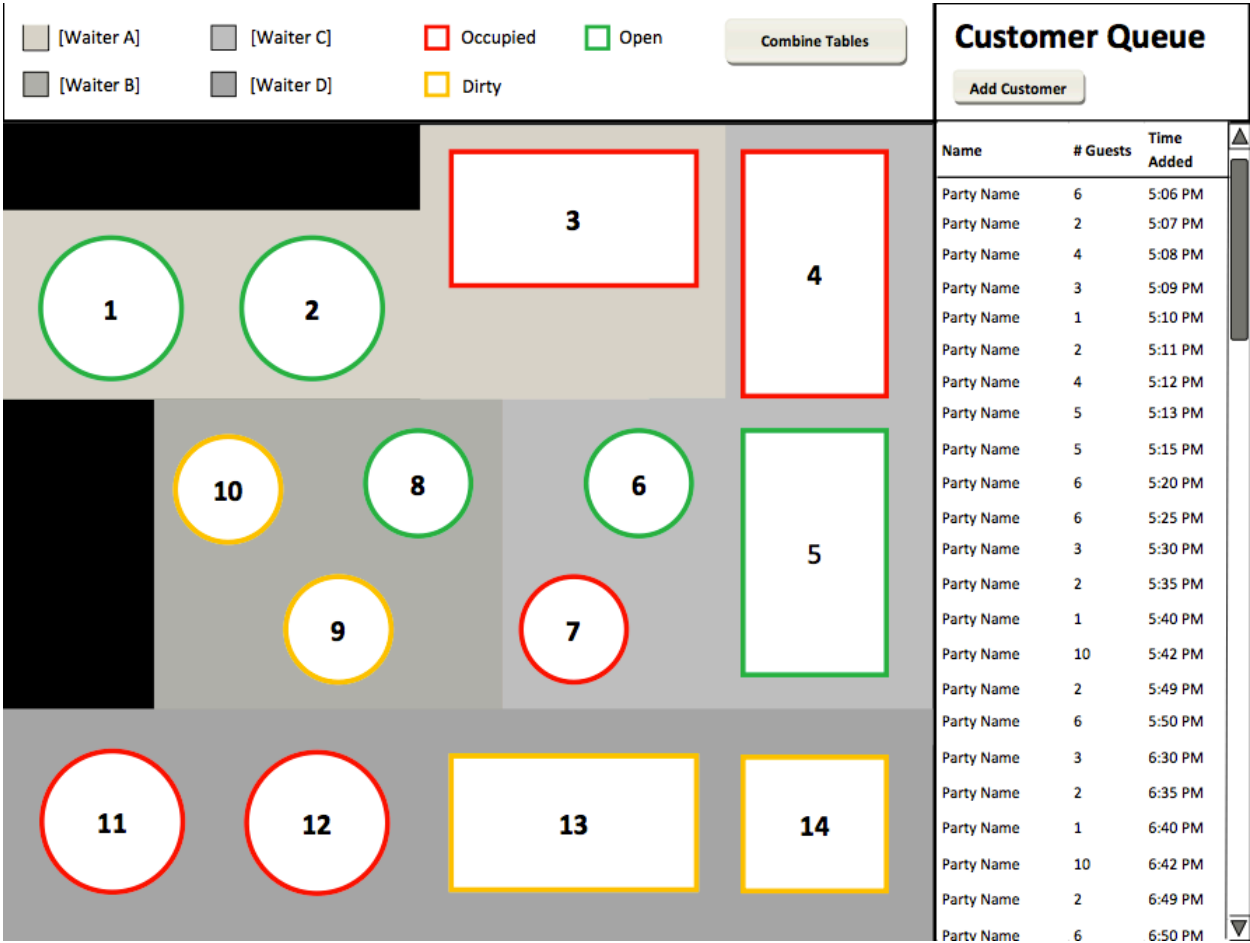 [Waiter A] [Waiter C] Occupied Open
[Waiter B] [Waiter D] Dirty
Combine Tables
Customer Queue
Add Customer
Name # Guests Time Added
Party Name 6 5:06 PM
Party Name 2 5:07 PM
Party Name 4 5:08 PM
Party Name 3 5:09 PM
Party Name 1 5:10 PM
Party Name 2 5:11 PM
Party Name 4 5:12 PM
Party Name 5 5:13 PM
Party Name 5 5:15 PM
Party Name 6 5:20 PM
Party Name 6 5:25 PM
Party Name 3 5:30 PM
Party Name 2 5:35 PM
Party Name 1 5:40 PM
Party Name 10 5:42 PM
Party Name 2 5:49 PM
Party Name 6 5:50 PM
Party Name 3 6:30 PM
Party Name 2 6:35 PM
Party Name 1 6:40 PM
Party Name 10 6:42 PM
Party Name 2 6:49 PM
Party Name 6 6:50 PM
1
2
3
4
10
8
6
5
9
7
11
12
13
14